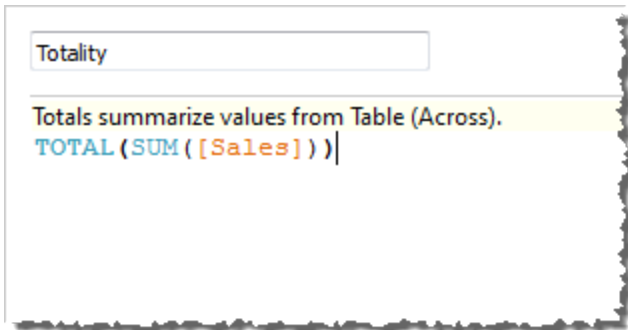 Totality
Totals summarize values from Table (Across).
TOTAL(SUM([Sales]))